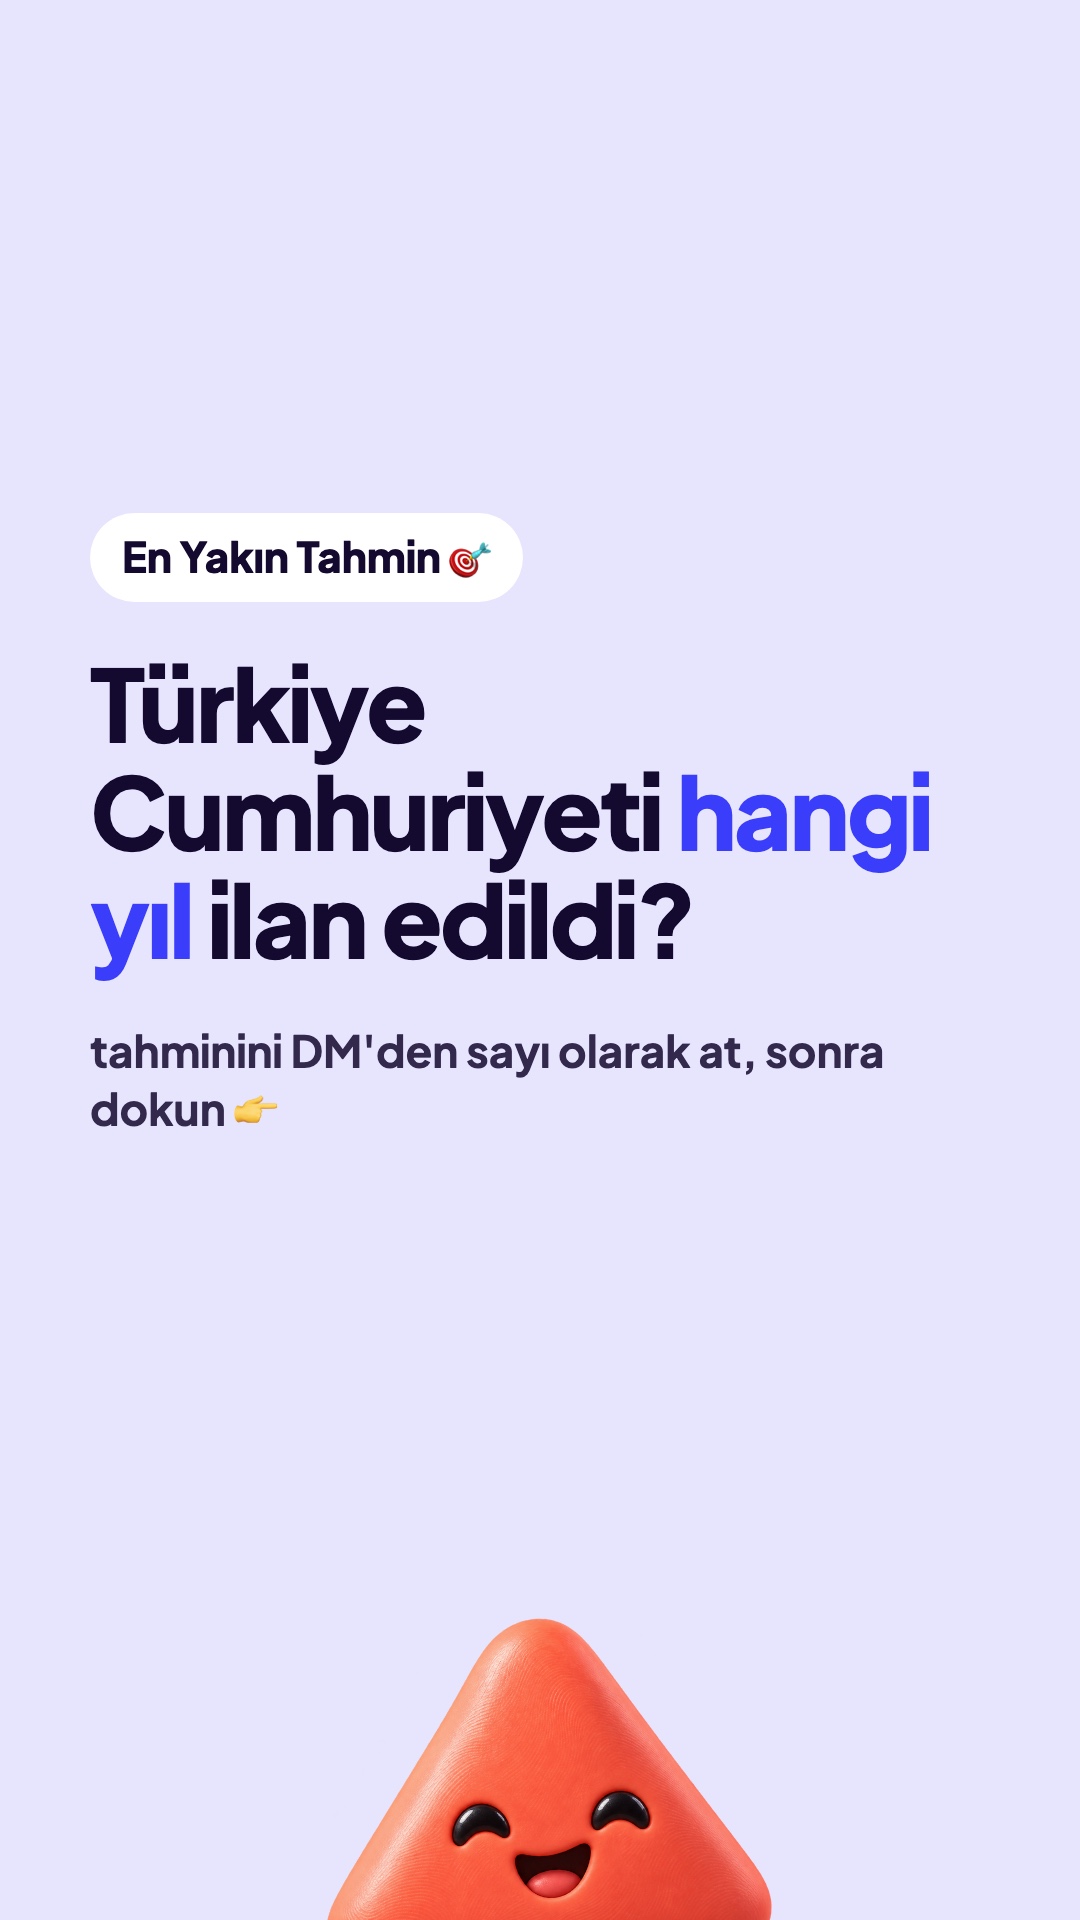 En Yakın Tahmin 🎯
Türkiye
Cumhuriyeti hangi
yıl ilan edildi?
tahminini DM'den sayı olarak at, sonra
dokun 👉